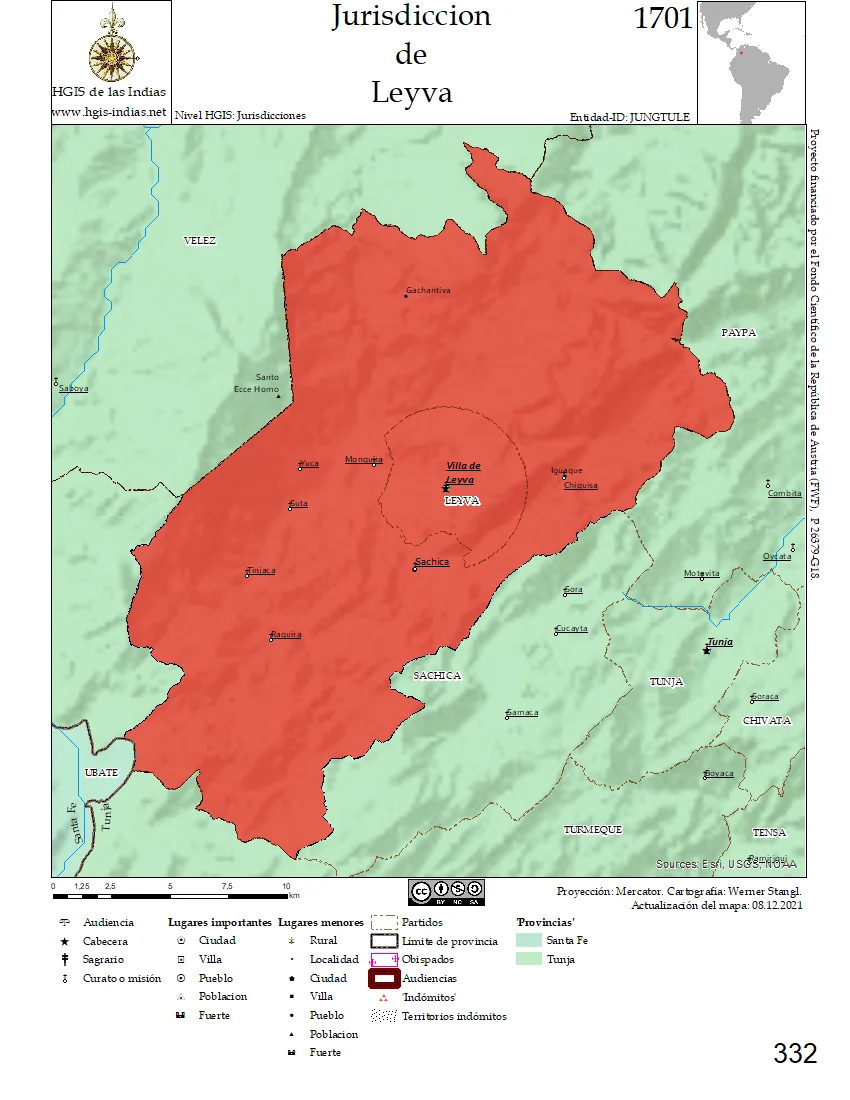 Jurisdiccion
de
Leyva
1701
HGIS de las Indias
www.hgis-indias.net
Nivel HGIS: Jurisdicciones
Entidad-ID: JUNGTULE
Proyecto financiado por el Fondo Científico de la República de Austria (FWF), P 26379-G18.
VELEZ
Gachantiva
PAYPA
Santo
Ecce Homo
Saboya
Yuca
Monquira
Villa de
Leyva
LEYVA
Iguaque
Chiquisa
Combita
Suta
Oycata
Tinjaca
Sachica
Motavita
Sora
Raquira
Cucayta
Tunja
SACHICA
TUNJA
Soraca
Samaca
CHIVATA
UBATE
Boyaca
Santa Fe
Tunja
TURMEQUE
TENSA
Ramiriqui
Sources: Esri, USGS, NOAA
0 1,25 2,5 5 7,5 10
km
BY NC SA
Proyección: Mercator. Cartografía: Werner Stangl.
Actualización del mapa: 08.12.2021
Audiencia
Cabecera
Sagrario
Curato o misión
Lugares importantes
Ciudad
Villa
Pueblo
Poblacion
Fuerte
Lugares menores
Rural
Localidad
Ciudad
Villa
Pueblo
Poblacion
Fuerte
Partidos
Límite de provincia
Obispados
Audiencias
'Indómitos'
Territorios indómitos
'Provincias'
Santa Fe
Tunja
332